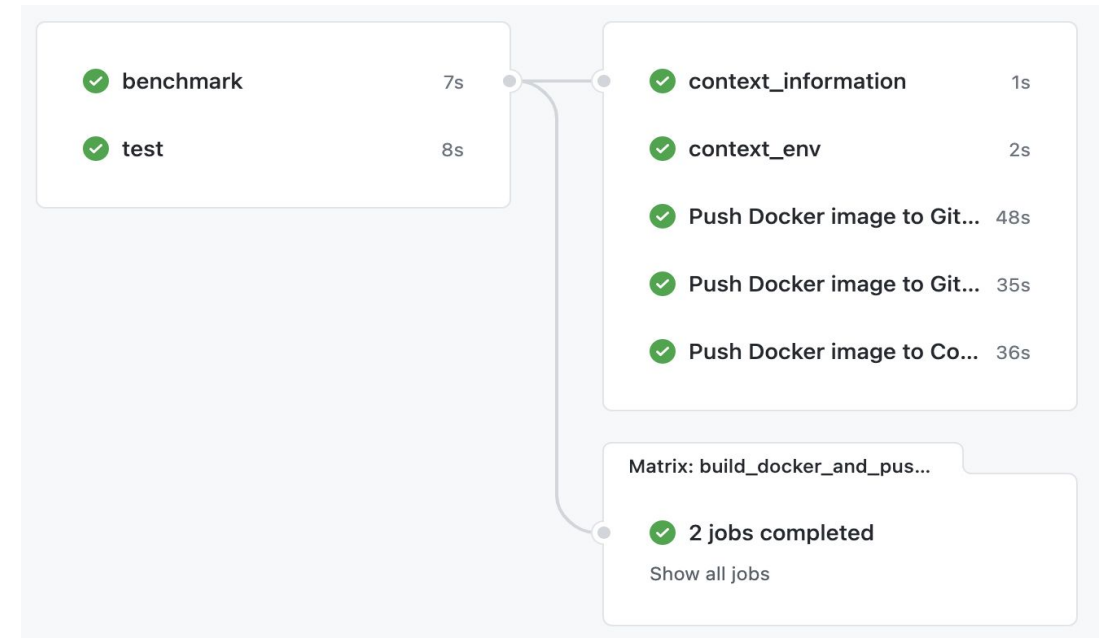 benchmark 7s
test 8s
context_information 1s
context_env 2s
Push Docker image to Git... 48s
Push Docker image to Git... 35s
Push Docker image to Co... 36s
Matrix: build_docker_and_pus...
2 jobs completed
Show all jobs